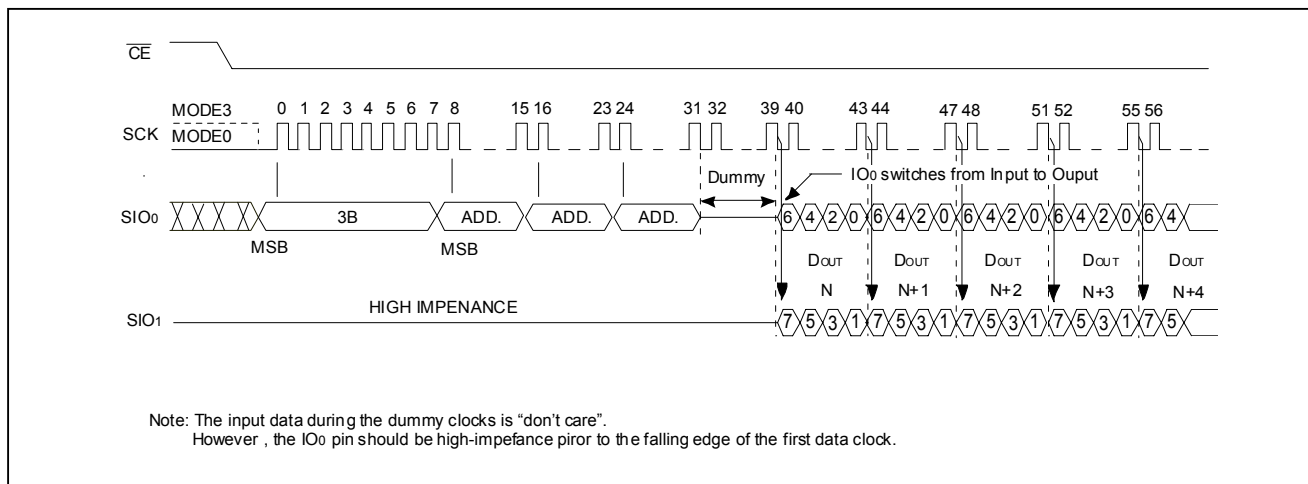 CE
MODE3 0 1 2 3 4 5 6 7 8 15 16 23 24 31 32 39 40 43 44 47 48 51 52 55 56
SCK MODE0
Dummy IO0 switches from Input to Ouput
SIO0 3B ADD. ADD. ADD. 6 4 2 0 6 4 2 0 6 4 2 0 6 4 2 0 6 4
MSB MSB
DOUT DOUT DOUT DOUT DOUT
N N+1 N+2 N+3 N+4
HIGH IMPENANCE
SIO1 7 5 3 1 7 5 3 1 7 5 3 1 7 5 3 1 7 5
Note: The input data during the dummy clocks is “don’t care”.
However , the IO0 pin should be high-impefance piror to the falling edge of the first data clock.